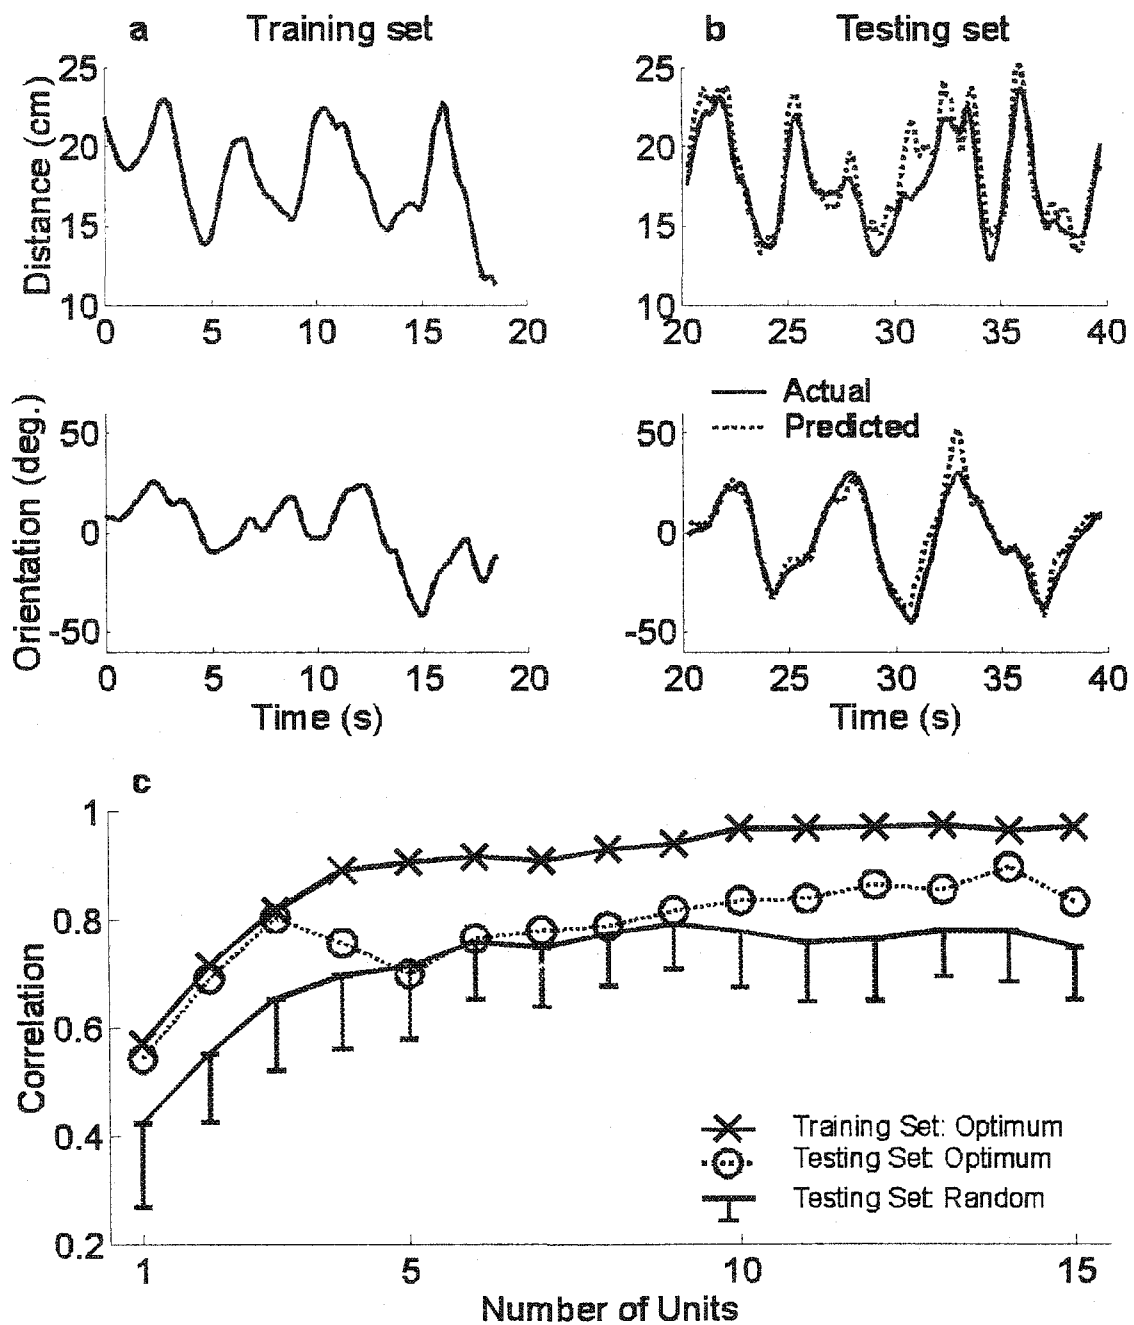 a Training set
b Testing set
Distance (cm)
25
20
15
10
0 5 10 15 20
25
20
15
10
20 25 30 35 40
Actual
Predicted
Orientation (deg.)
50
0
-50
0 5 10 15 20
Time (s)
50
0
-50
20 25 30 35 40
Time (s)
c
Correlation
1
0.8
0.6
0.4
0.2
Training Set: Optimum
Testing Set: Optimum
Testing Set: Random
1 5 10 15
Number of Units